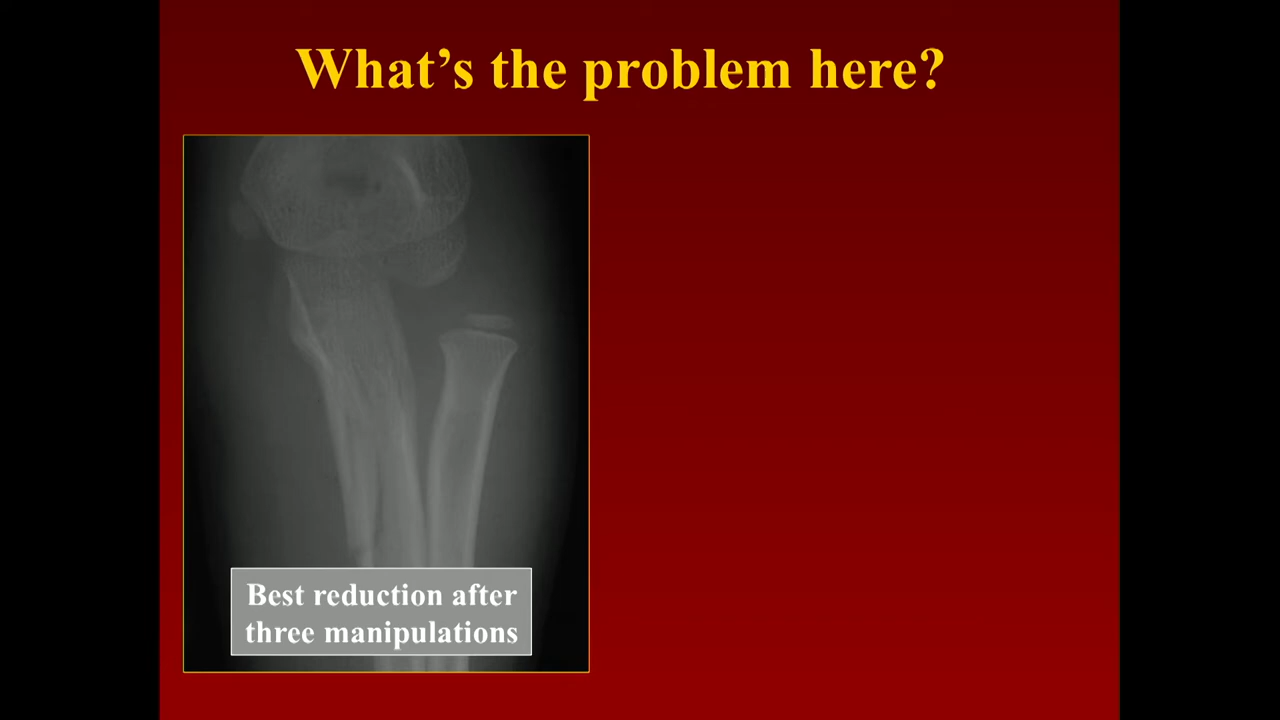 What’s the problem here?
Best reduction after
three manipulations